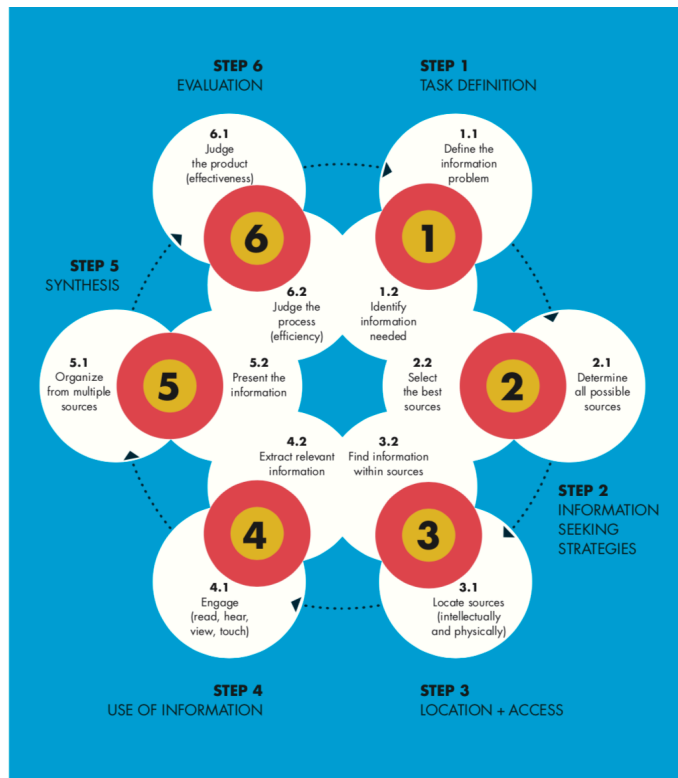 STEP 1
TASK DEFINITION
1.1
Define the
information
problem
1
1.2
Identify
information
needed
2.1
Determine
all possible
sources
2
2.2
Select
the best
sources
STEP 2
INFORMATION
SEEKING
STRATEGIES
3.2
Find information
within sources
3
3.1
Locate sources
(intellectually
and physically)
STEP 3
LOCATION + ACCESS
4.2
Extract relevant
information
4
4.1
Engage
(read, hear,
view, touch)
STEP 4
USE OF INFORMATION
STEP 5
SYNTHESIS
5.1
Organize
from multiple
sources
5
5.2
Present the
information
STEP 6
EVALUATION
6.1
Judge
the product
(effectiveness)
6
6.2
Judge the
process
(efficiency)